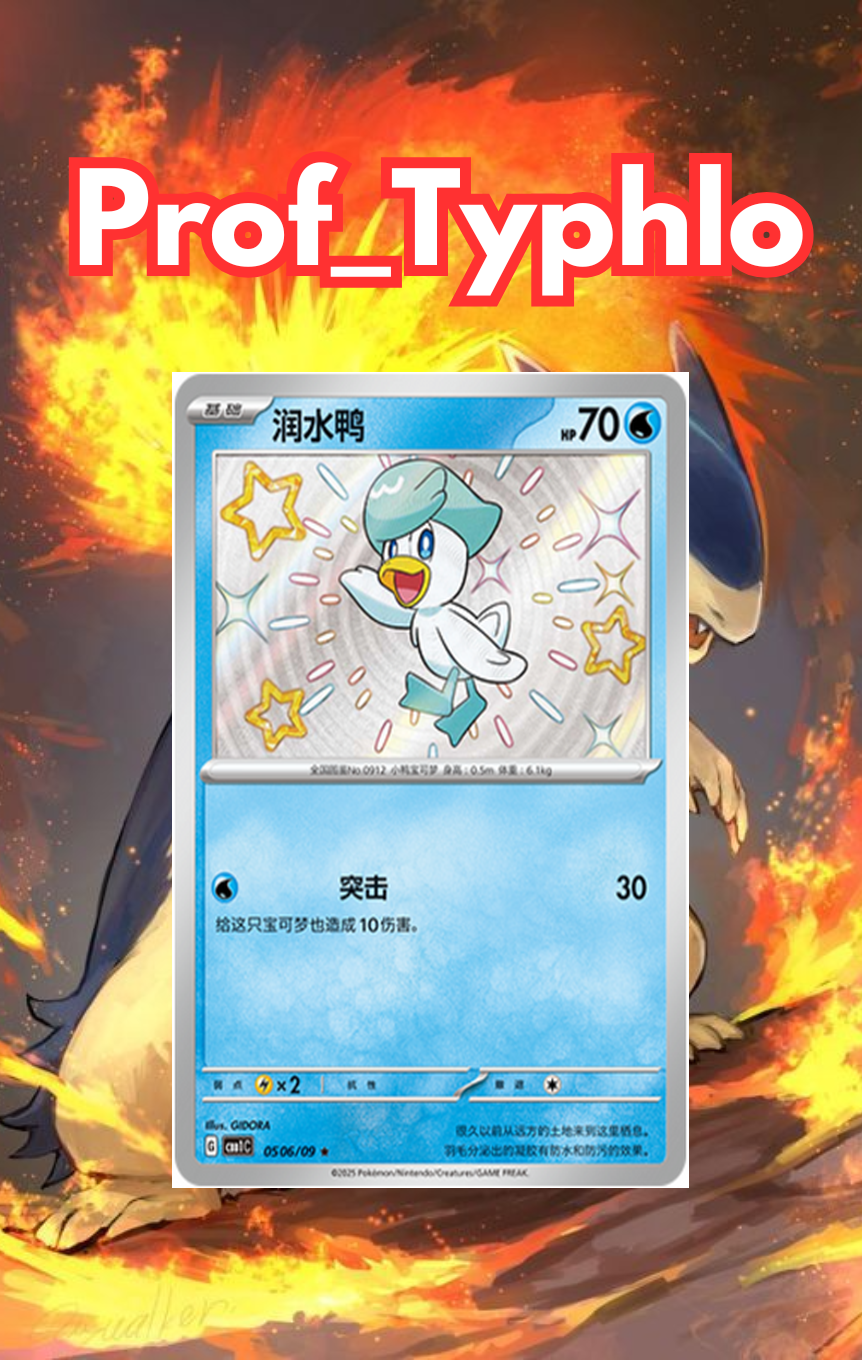 Prof_Typhlo
基础
润水鸭
HP 70
全国图鉴No.0912 小鸭宝可梦 身高：0.5m 体重：6.1kg
突击 30
给这只宝可梦也造成10伤害。
弱点 ×2 抗性 撤退
Illus. GIDORA
很久以前从远方的土地来到这里栖息。
G CBB1C 0506/09 ★
羽毛分泌出的凝胶有防水和防污的效果。
©2025 Pokémon/Nintendo/Creatures/GAME FREAK.